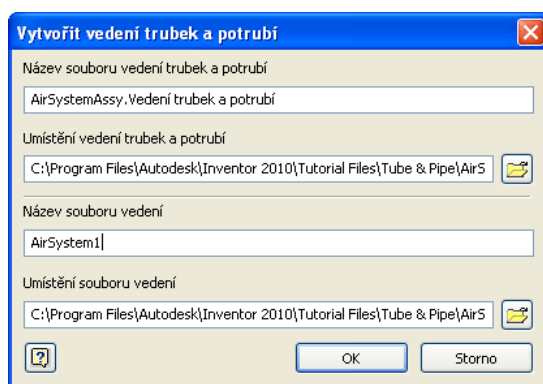 Vytvořit vedení trubek a potrubí
Název souboru vedení trubek a potrubí
AirSystemAssy.Vedení trubek a potrubí
Umístění vedení trubek a potrubí
C:\Program Files\Autodesk\Inventor 2010\Tutorial Files\Tube & Pipe\AirS
Název souboru vedení
AirSystem1
Umístění souboru vedení
C:\Program Files\Autodesk\Inventor 2010\Tutorial Files\Tube & Pipe\AirS
? OK Storno